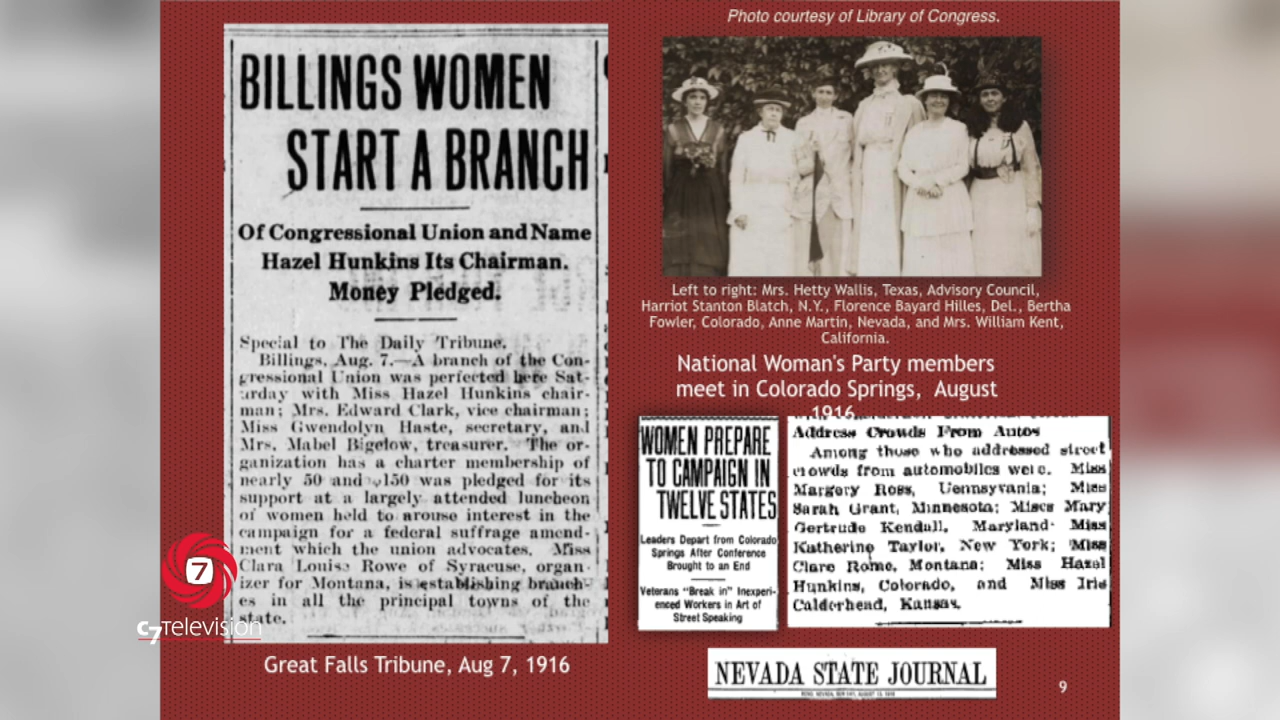 BILLINGS WOMEN
START A BRANCH
Of Congressional Union and Name
Hazel Hunkins Its Chairman.
Money Pledged.
Special to The Daily Tribune.
Billings, Aug. 7.—A branch of the Con-
gressional Union was perfected here Sat-
urday with Miss Hazel Hunkins chair-
man; Mrs. Edward Clark, vice chairman;
Miss Gwendolyn Haste, secretary, and
Mrs. Mabel Bigelow, treasurer. The or-
ganization has a charter membership of
nearly 50 and $150 was pledged for its
support at a largely attended luncheon
of women held to arouse interest in the
campaign for a federal suffrage amend-
ment which the union advocates. Miss
Clara Louise Rowe of Syracuse, organ-
izer for Montana, is establishing branch-
es in all the principal towns of the
state.
Great Falls Tribune, Aug 7, 1916
7
C7TELEVISION
Photo courtesy of Library of Congress.
Left to right: Mrs. Hetty Wallis, Texas, Advisory Council,
Harriot Stanton Blatch, N.Y., Florence Bayard Hilles, Del., Bertha
Fowler, Colorado, Anne Martin, Nevada, and Mrs. William Kent,
California.
National Woman's Party members
meet in Colorado Springs, August
1916
WOMEN PREPARE
TO CAMPAIGN IN
TWELVE STATES
Leaders Depart from Colorado
Springs After Conference
Brought to an End
Veterans "Break in" Inexperi-
enced Workers in Art of
Street Speaking
Address Crowds From Autos
Among those who addressed street
crowds from automobiles were. Miss
Margery Ross, Uennsyvania; Miss
Sarah Grant, Minnesota; Miscs Mary
Gertrude Kendall, Maryland· Miss
Katherine Taylor, New York; Miss
Clare Rome, Montana; Miss Hazel
Hunkins, Colorado, and Miss Iris
Calderhead, Kansas.
NEVADA STATE JOURNAL
9